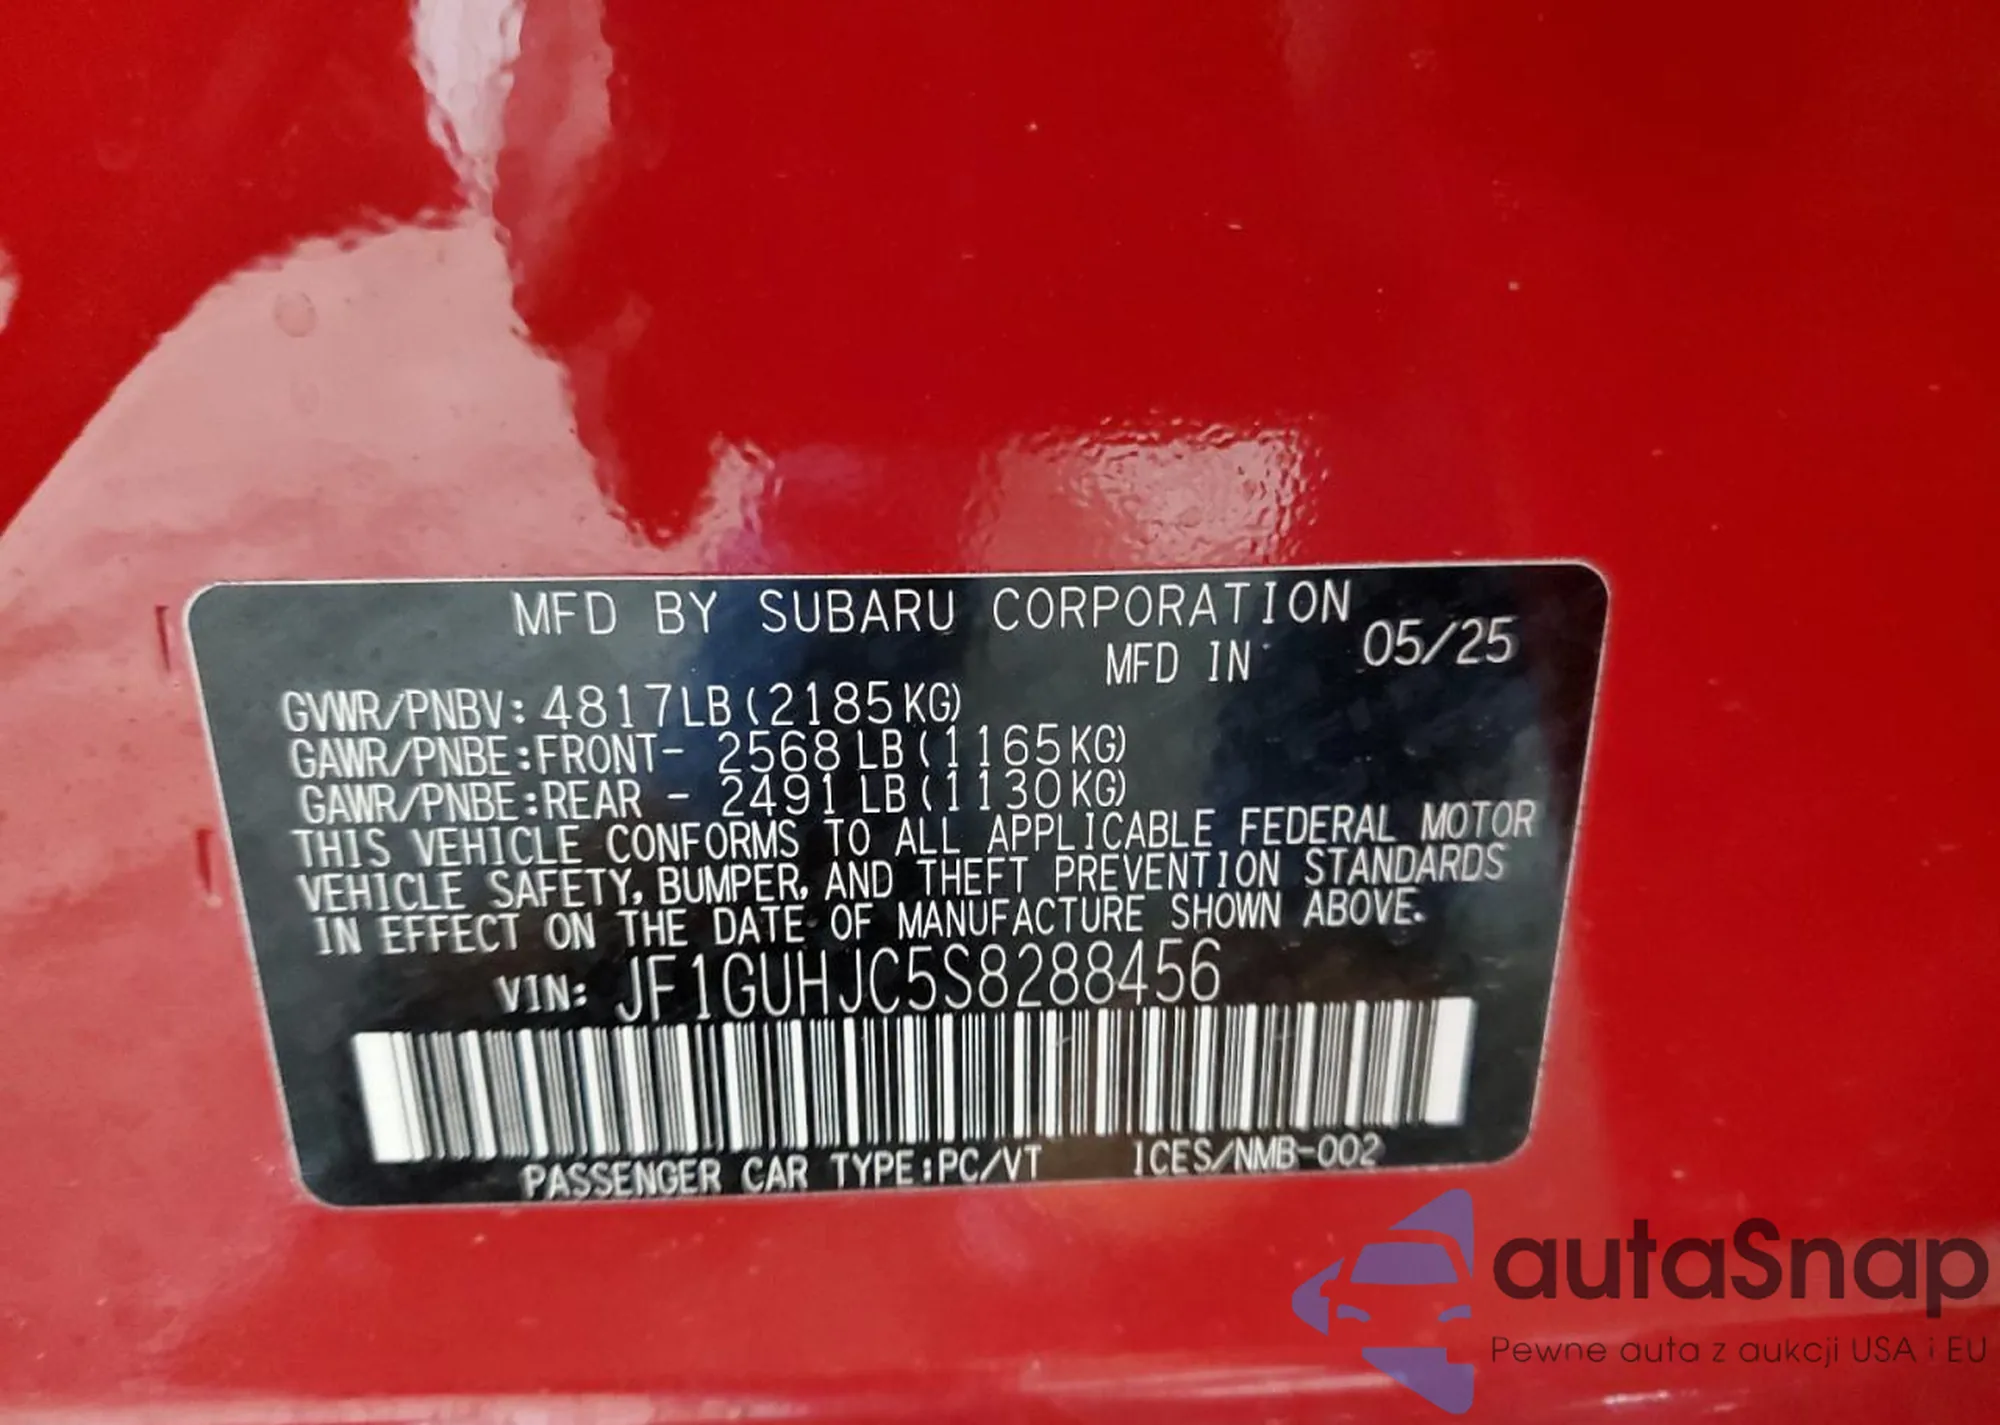 MFD BY SUBARU CORPORATION
MFD IN 05/25
GVWR/PNBV: 4817LB (2185KG)
GAWR/PNBE:FRONT- 2568 LB (1165KG)
GAWR/PNBE:REAR - 2491 LB (1130KG)
THIS VEHICLE CONFORMS TO ALL APPLICABLE FEDERAL MOTOR
VEHICLE SAFETY, BUMPER, AND THEFT PREVENTION STANDARDS
IN EFFECT ON THE DATE OF MANUFACTURE SHOWN ABOVE.
VIN: JF1GUHJC5S8288456
PASSENGER CAR TYPE:PC/VT ICES/NMB-002
autaSnap
Pewne auta z aukcji USA i EU